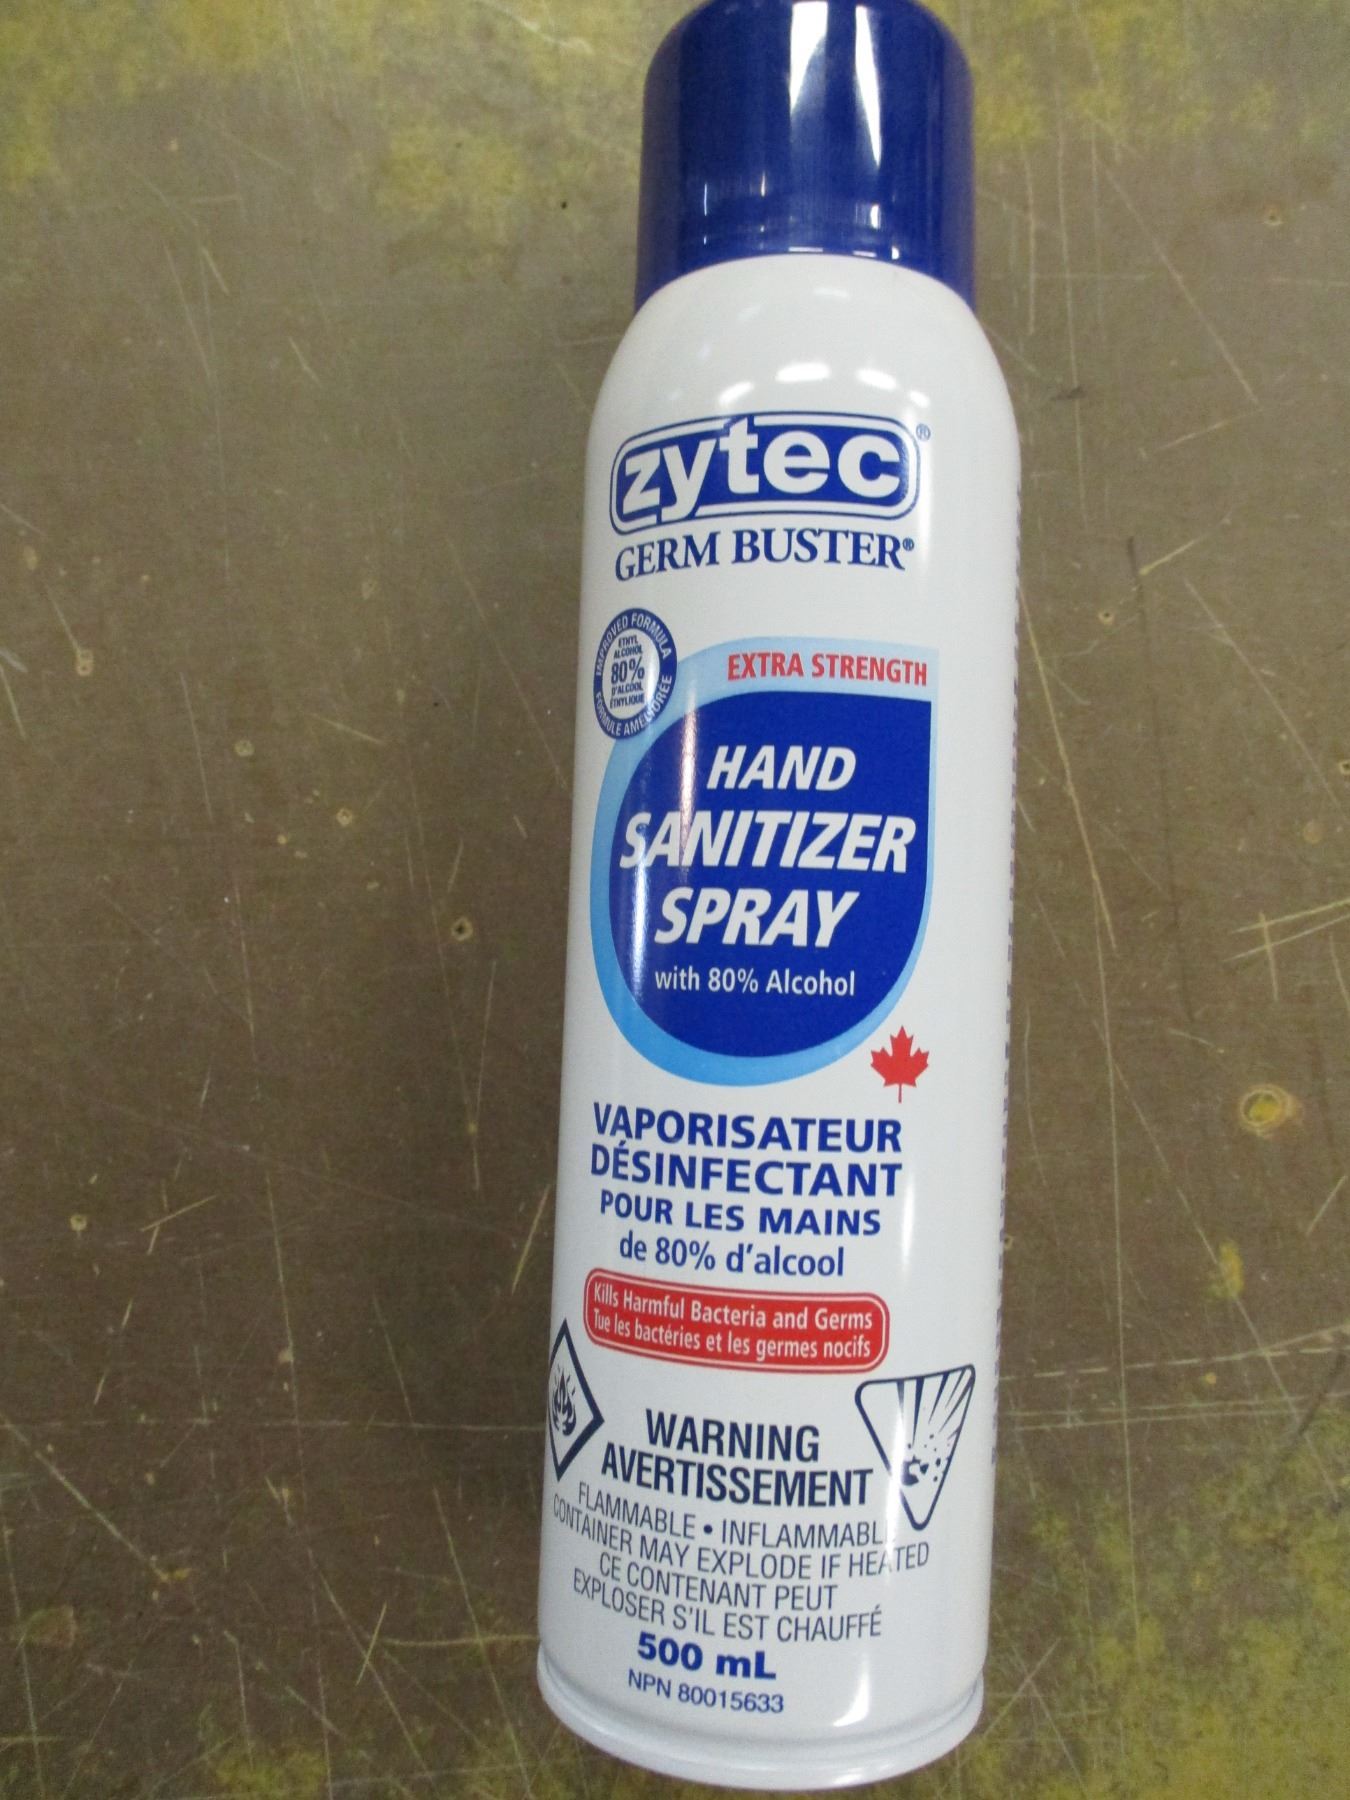 zytec®
GERM BUSTER®
IMPROVED FORMULA
ETHYL
ALCOHOL
80%
D'ALCOOL
ÉTHYLIQUE
FORMULE AMÉLIORÉE
EXTRA STRENGTH
HAND
SANITIZER
SPRAY
with 80% Alcohol
VAPORISATEUR
DÉSINFECTANT
POUR LES MAINS
de 80% d'alcool
Kills Harmful Bacteria and Germs
Tue les bactéries et les germes nocifs
WARNING
AVERTISSEMENT
FLAMMABLE • INFLAMMABL
CONTAINER MAY EXPLODE IF HEATED
CE CONTENANT PEUT
EXPLOSER S'IL EST CHAUFFÉ
500 mL
NPN 80015633